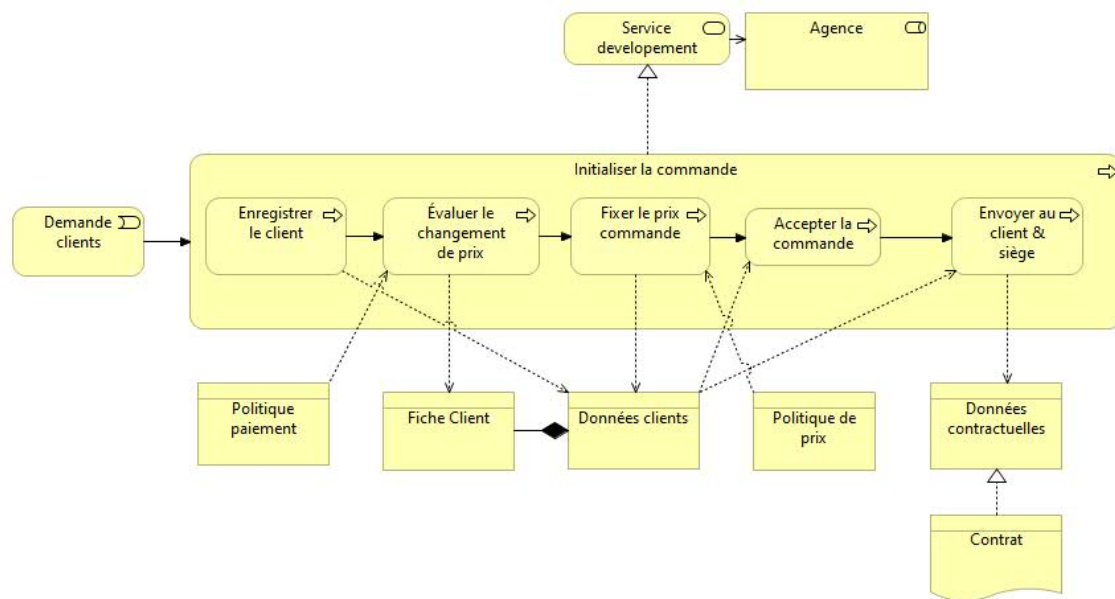 Service
developement
Agence
Initialiser la commande
Demande
clients
Enregistrer
le client
Évaluer le
changement
de prix
Fixer le prix
commande
Accepter la
commande
Envoyer au
client &
siège
Politique
paiement
Fiche Client
Données clients
Politique de
prix
Données
contractuelles
Contrat